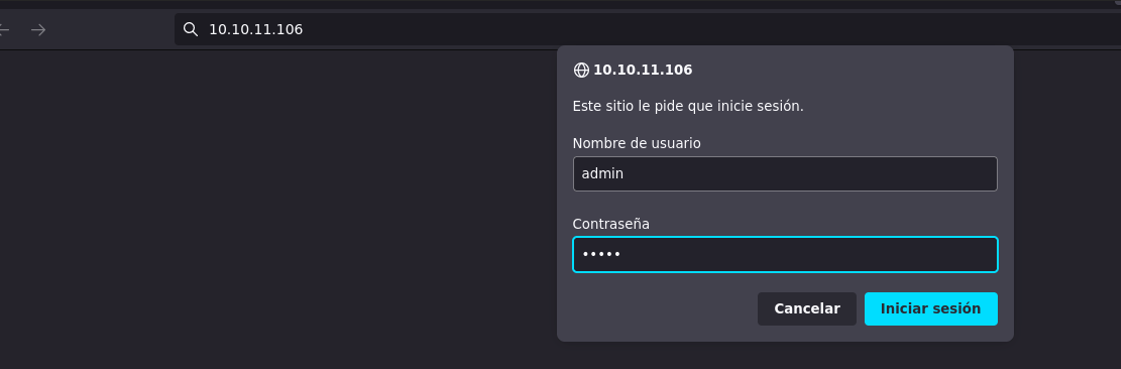 10.10.11.106
10.10.11.106
Este sitio le pide que inicie sesión.
Nombre de usuario
admin
Contraseña
•••••
Cancelar Iniciar sesión